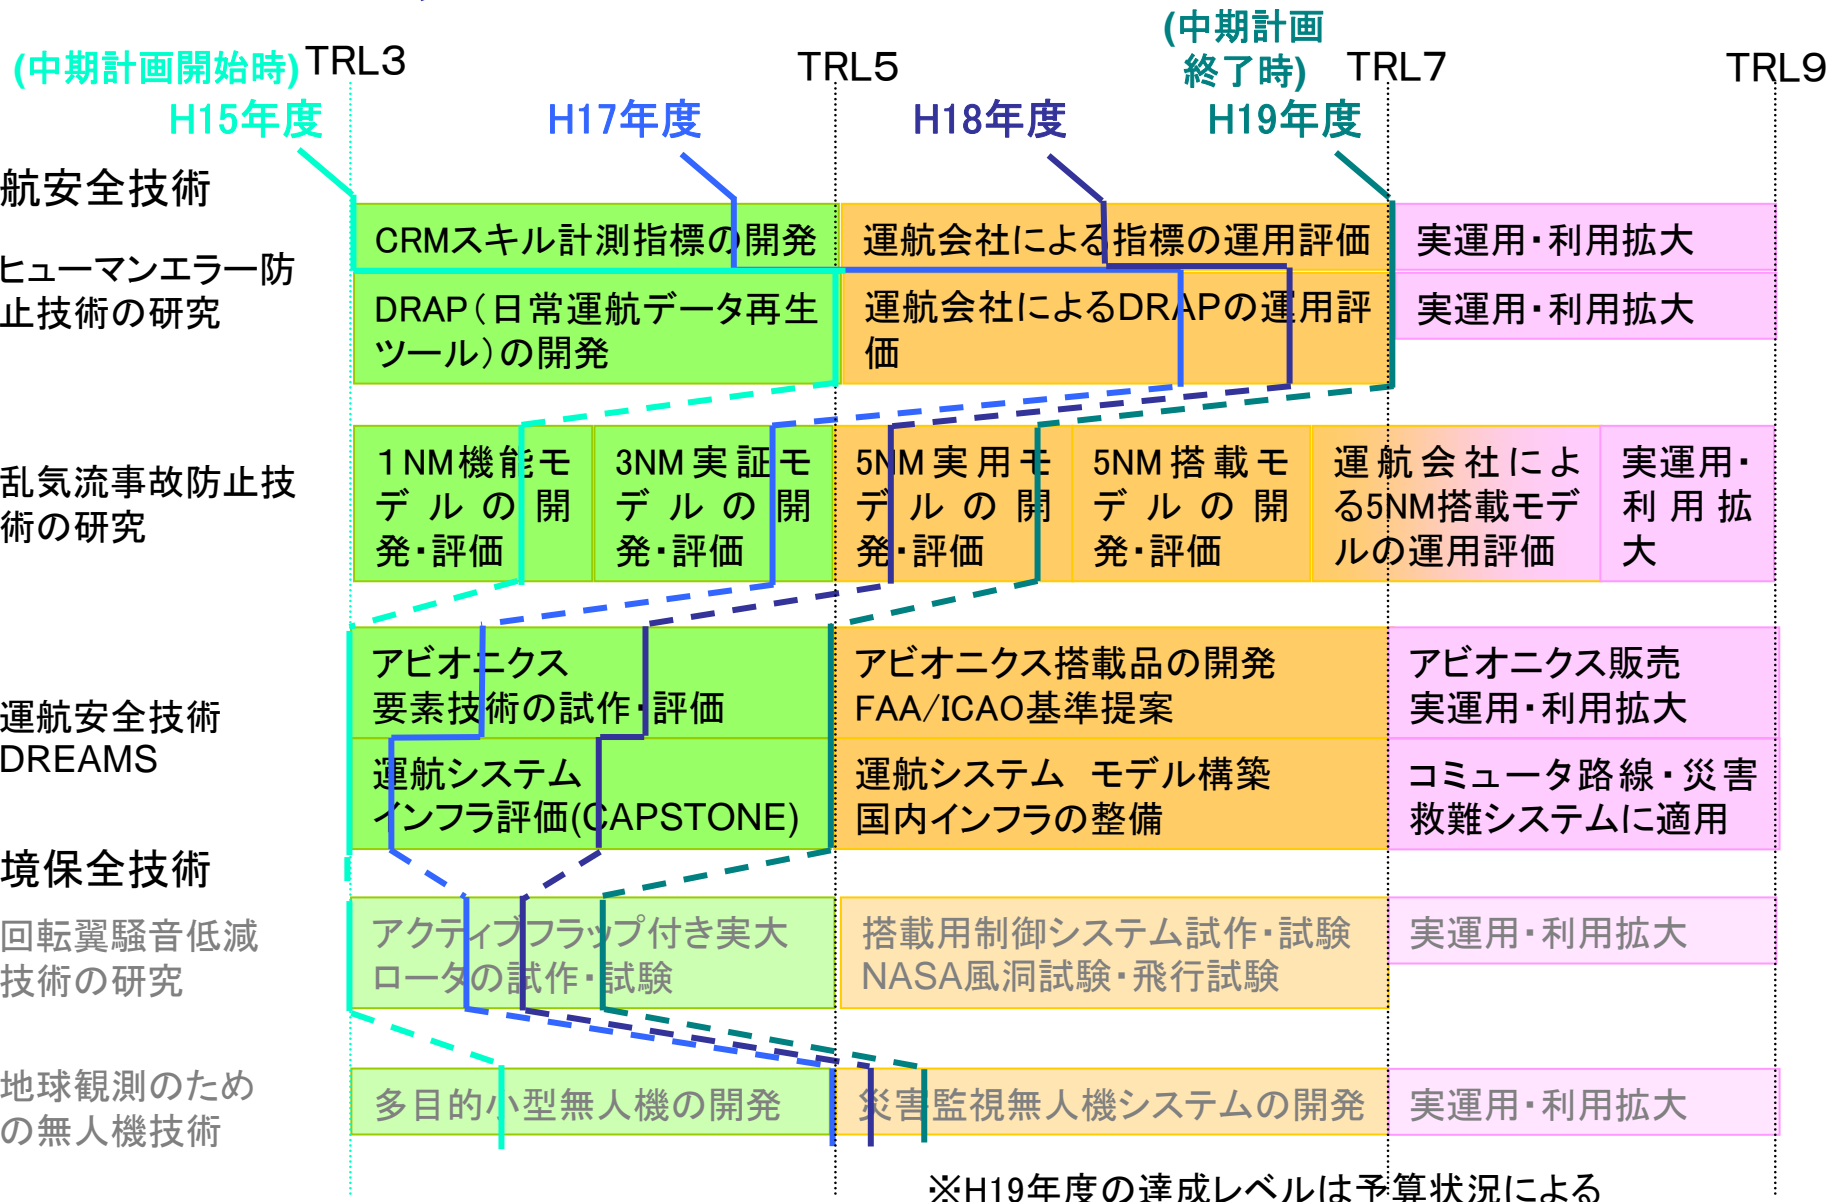 (中期計画開始時)
TRL3
TRL5
(中期計画
終了時)
TRL7
TRL9
H15年度
H17年度
H18年度
H19年度
航安全技術
ヒューマンエラー防
止技術の研究
CRMスキル計測指標の開発
運航会社による指標の運用評価
実運用・利用拡大
DRAP（日常運航データ再生
ツール）の開発
運航会社によるDRAPの運用評
価
実運用・利用拡大
乱気流事故防止技
術の研究
１NM機能モ
デルの開
発・評価
3NM実証モ
デルの開
発・評価
5NM実用モ
デルの開
発・評価
5NM搭載モ
デルの開
発・評価
運航会社によ
る5NM搭載モデ
ルの運用評価
実運用・
利用拡
大
運航安全技術
DREAMS
アビオニクス
要素技術の試作・評価
アビオニクス搭載品の開発
FAA/ICAO基準提案
アビオニクス販売
実運用・利用拡大
運航システム
インフラ評価(CAPSTONE)
運航システム　モデル構築
国内インフラの整備
コミュータ路線・災害
救難システムに適用
境保全技術
回転翼騒音低減
技術の研究
アクティブフラップ付き実大
ロータの試作・試験
搭載用制御システム試作・試験
NASA風洞試験・飛行試験
実運用・利用拡大
地球観測のため
の無人機技術
多目的小型無人機の開発
災害監視無人機システムの開発
実運用・利用拡大
※H19年度の達成レベルは予算状況による